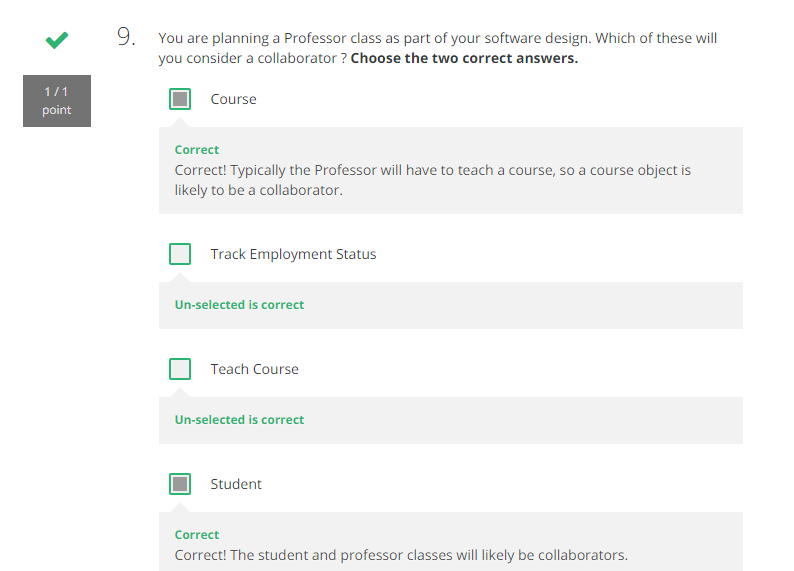 9.
You are planning a Professor class as part of your software design. Which of these will
you consider a collaborator ? Choose the two correct answers.
1 / 1
point
Course
Correct
Correct! Typically the Professor will have to teach a course, so a course object is
likely to be a collaborator.
Track Employment Status
Un-selected is correct
Teach Course
Un-selected is correct
Student
Correct
Correct! The student and professor classes will likely be collaborators.